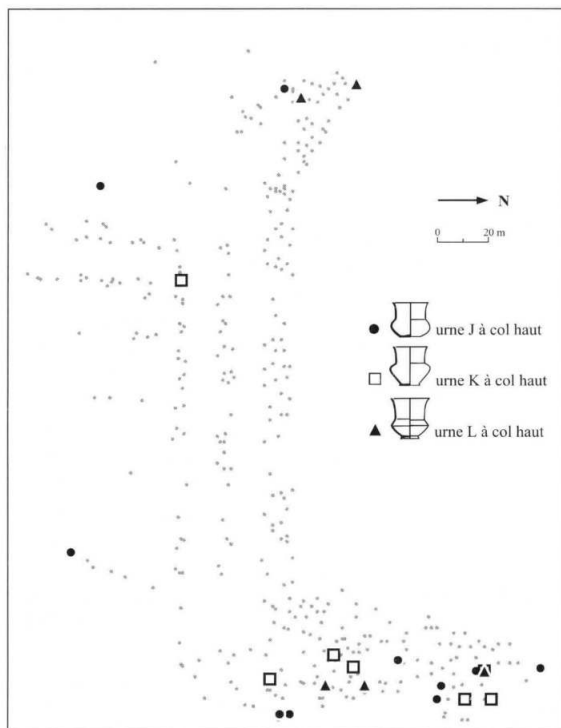 N
0 20 m
urne J à col haut
urne K à col haut
urne L à col haut